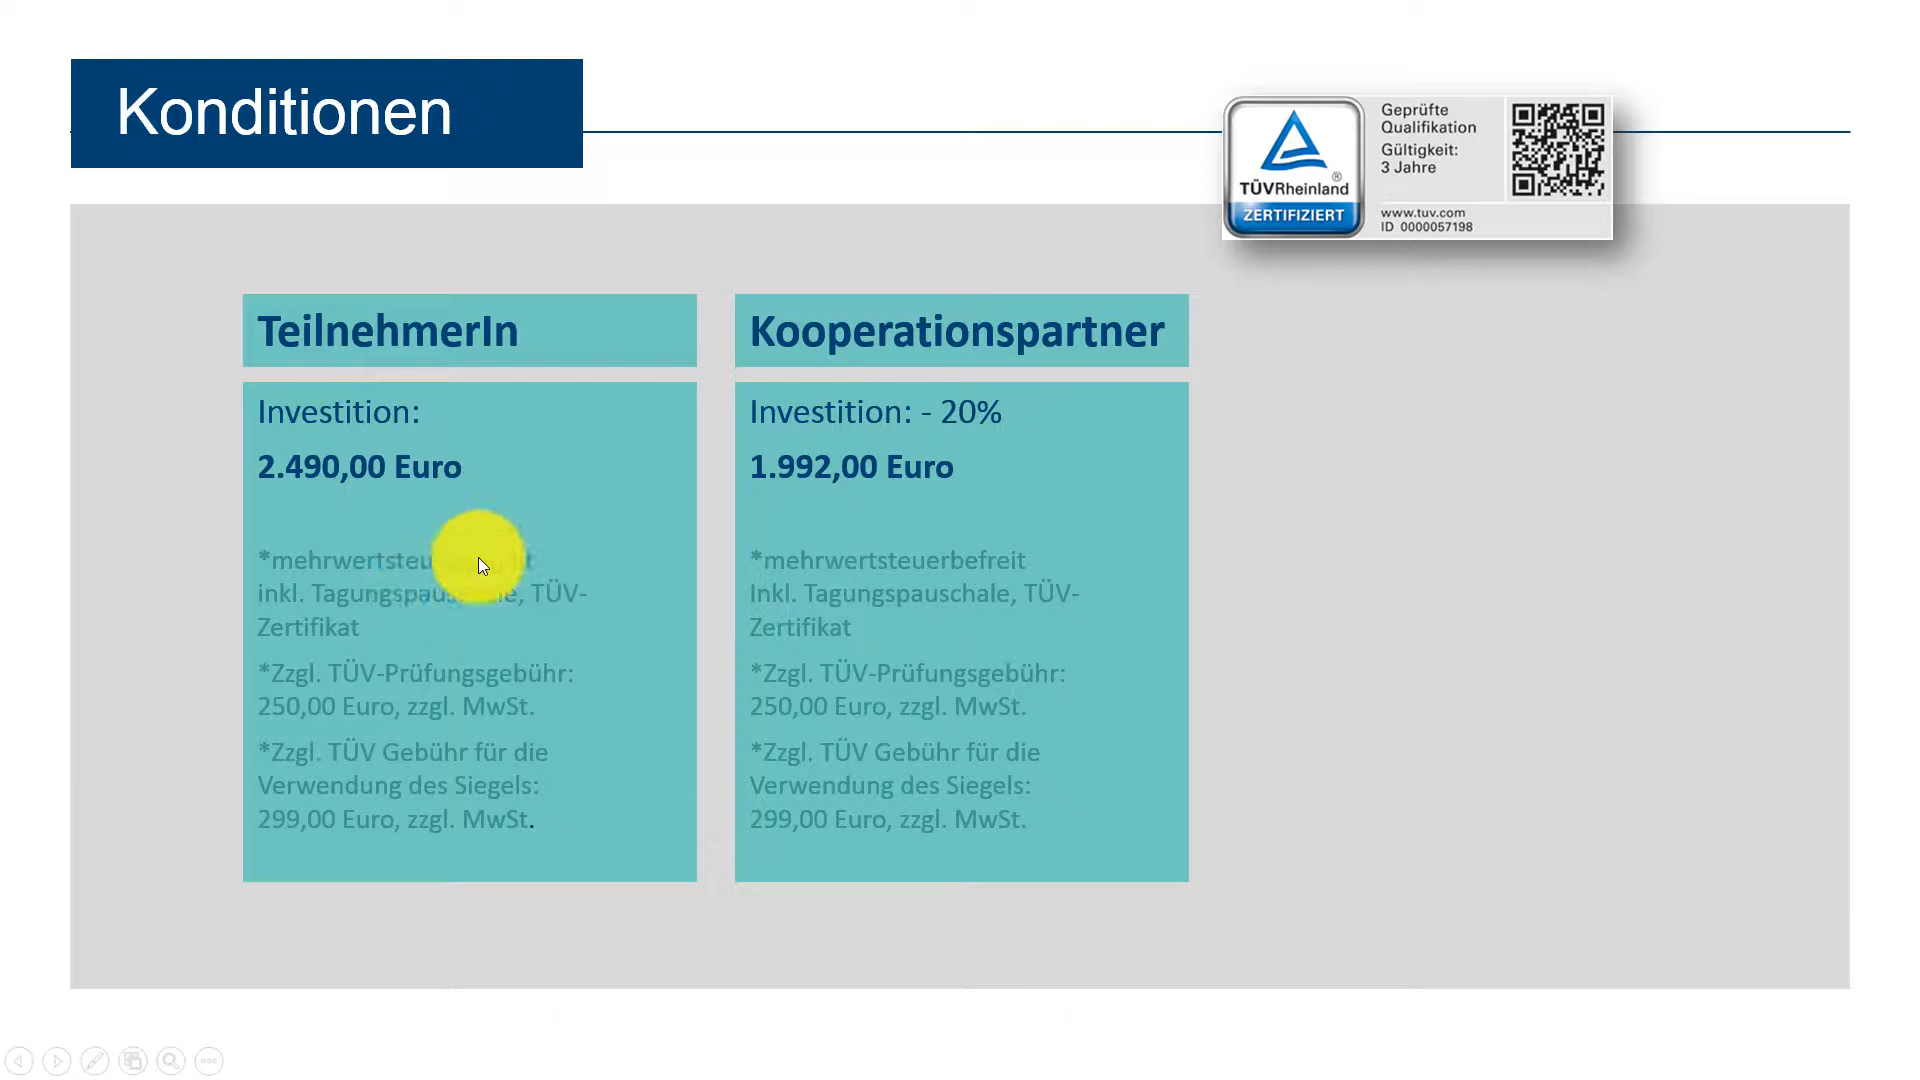 Konditionen
Geprüfte
Qualifikation
Gültigkeit:
3 Jahre
TÜVRheinland
®
ZERTIFIZIERT
www.tuv.com
ID 0000057198
TeilnehmerIn
Investition:
2.490,00 Euro
inkl. TÜV-
Zertifikat
*Zzgl. TÜV-Prüfungsgebühr:
250,00 Euro, zzgl. MwSt.
*Zzgl. TÜV Gebühr für die
Verwendung des Siegels:
299,00 Euro, zzgl. MwSt.
Kooperationspartner
Investition: - 20%
1.992,00 Euro
*mehrwertsteuerbefreit
Inkl. Tagungspauschale, TÜV-
Zertifikat
*Zzgl. TÜV-Prüfungsgebühr:
250,00 Euro, zzgl. MwSt.
*Zzgl. TÜV Gebühr für die
Verwendung des Siegels:
299,00 Euro, zzgl. MwSt.